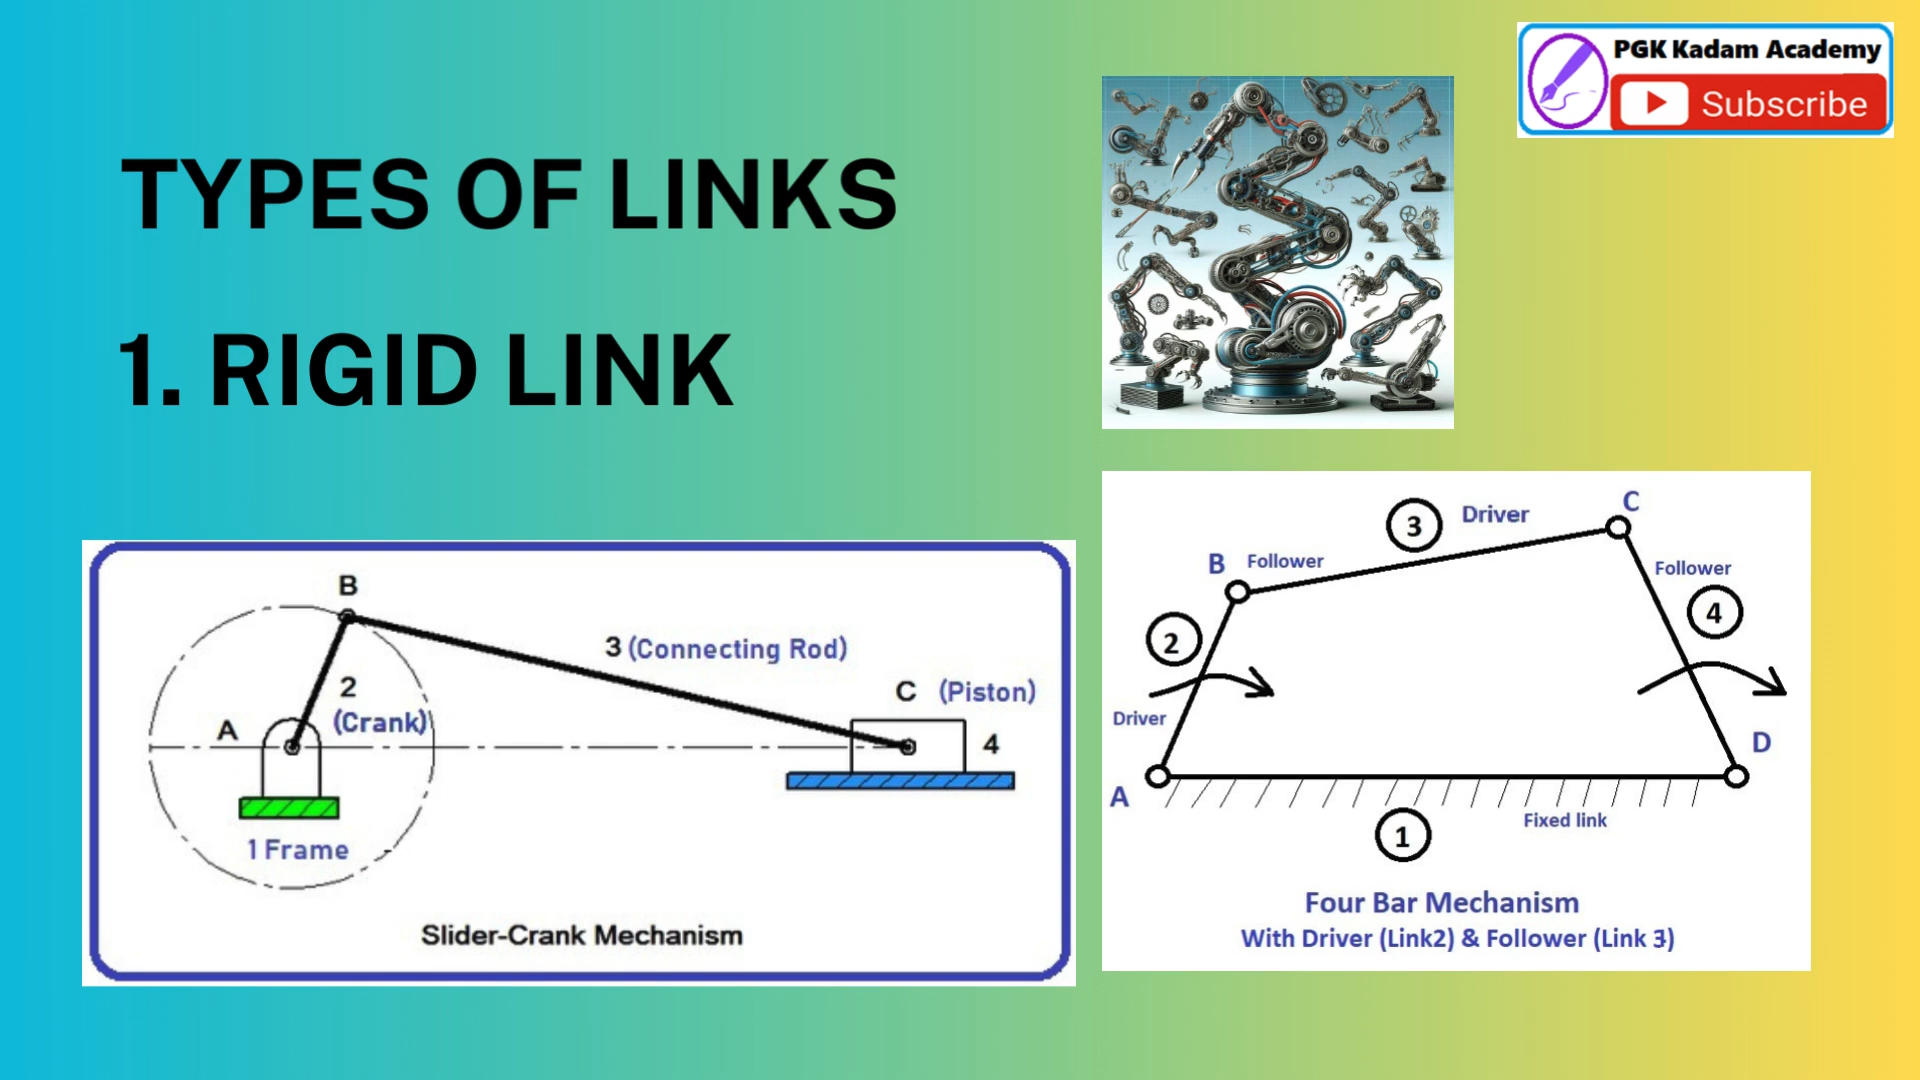 PGK Kadam Academy
Subscribe
TYPES OF LINKS
1. RIGID LINK
B
3 (Connecting Rod)
2
(Crank)
A
C (Piston)
4
1 Frame
Slider-Crank Mechanism
C
3 Driver
B Follower
Follower
4
2
Driver
D
A
Fixed link
1
Four Bar Mechanism
With Driver (Link2) & Follower (Link 3)